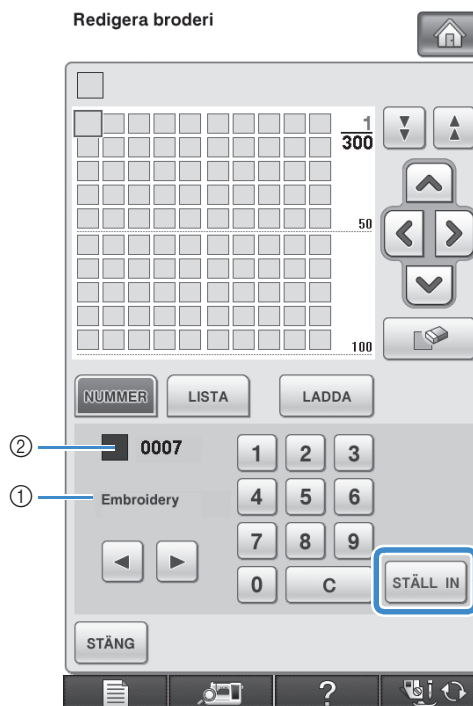 Redigera broderi
1
300
50
100
NUMMER
LISTA
LADDA
② 0007
1 2 3
① Embroidery
4 5 6
7 8 9
0 C
STÄLL IN
STÄNG
?